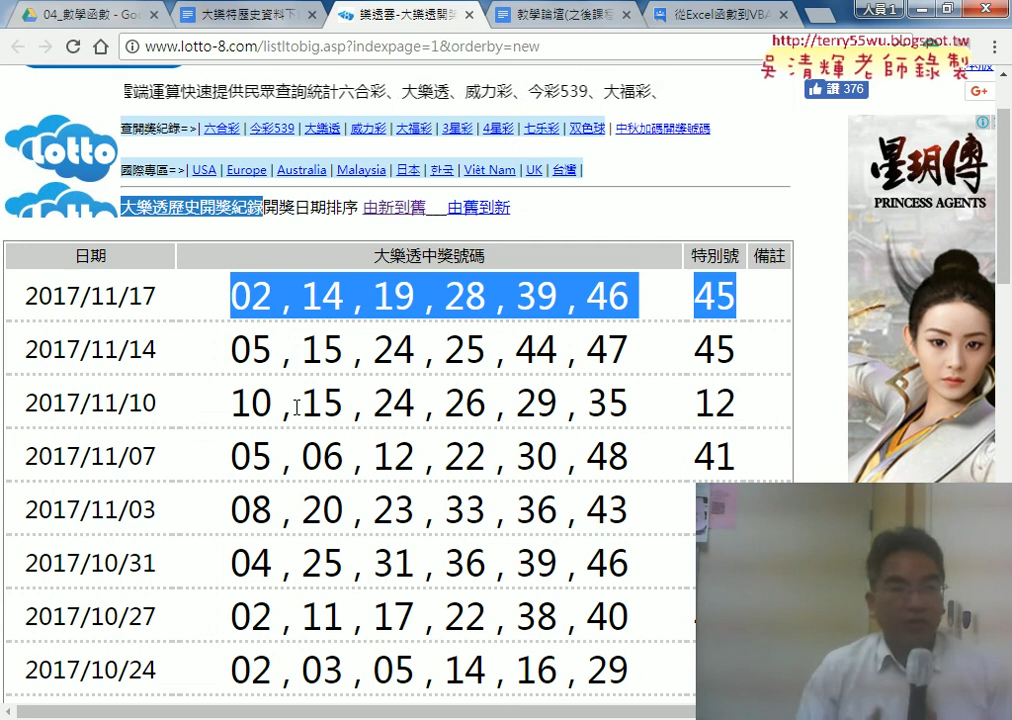 04_數學函數 - Goo
大樂特歷史資料下
樂透雲-大樂透開獎
教學論壇(之後課程
從Excel函數到VBA
人員 1
www.lotto-8.com/listltobig.asp?indexpage=1&orderby=new
http://terry55wu.blogspot.tw
吳清輝老師錄製
讚 376
G+
雲端運算快速提供民眾查詢統計六合彩、大樂透、威力彩、今彩539、大福彩、
查開獎紀錄=>| 六合彩 | 今彩539 | 大樂透 | 威力彩 | 大福彩 | 3星彩 | 4星彩 | 七乐彩 | 双色球 | 中秋加碼開獎號碼
Lotto
國際專區=>| USA | Europe | Australia | Malaysia | 日本 | 한국 | Việt Nam | UK | 台灣 |
Lotto
大樂透歷史開獎紀錄開獎日期排序 由新到舊___由舊到新
日期 大樂透中獎號碼 特別號 備註
2017/11/17 02 , 14 , 19 , 28 , 39 , 46 45
2017/11/14 05 , 15 , 24 , 25 , 44 , 47 45
2017/11/10 10 , 15 , 24 , 26 , 29 , 35 12
2017/11/07 05 , 06 , 12 , 22 , 30 , 48 41
2017/11/03 08 , 20 , 23 , 33 , 36 , 43
2017/10/31 04 , 25 , 31 , 36 , 39 , 46
2017/10/27 02 , 11 , 17 , 22 , 38 , 40
2017/10/24 02 , 03 , 05 , 14 , 16 , 29
星玥傳
PRINCESS AGENTS